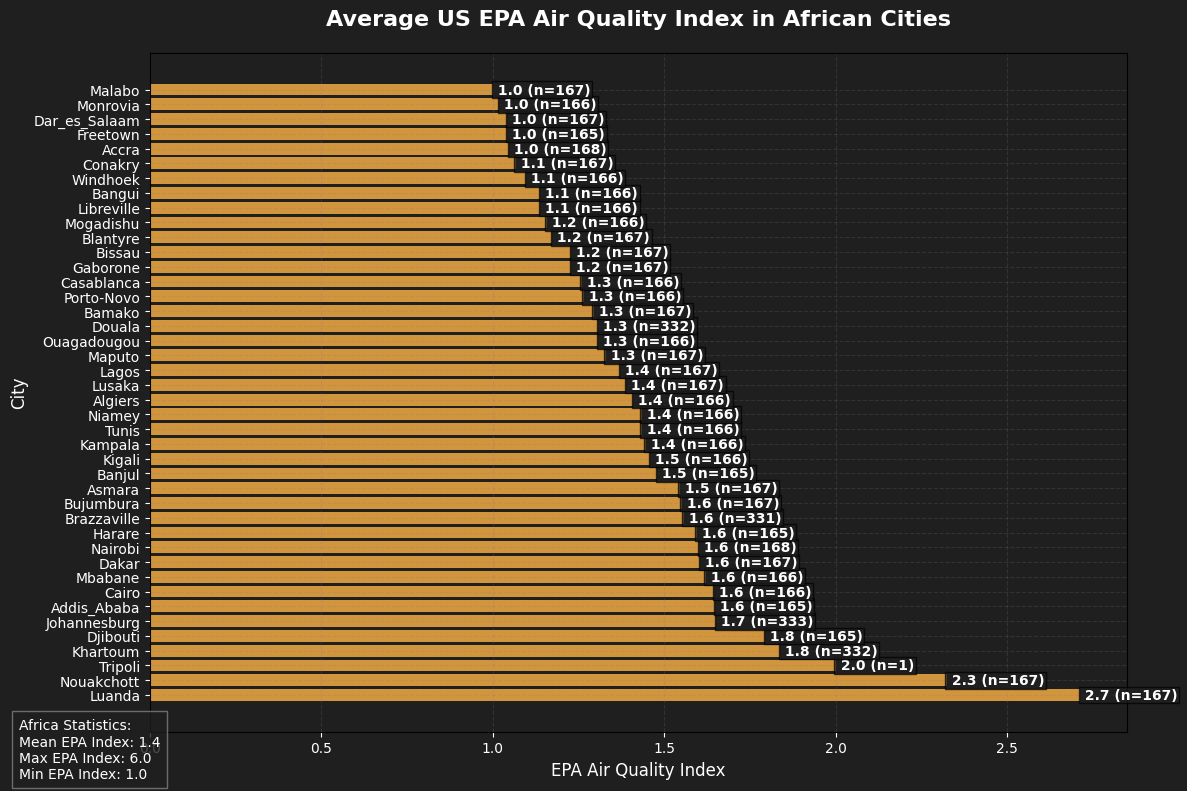 Average US EPA Air Quality Index in African Cities
Malabo 1.0 (n=167)
Monrovia 1.0 (n=166)
Dar_es_Salaam 1.0 (n=167)
Freetown 1.0 (n=165)
Accra 1.0 (n=168)
Conakry 1.1 (n=167)
Windhoek 1.1 (n=166)
Bangui 1.1 (n=166)
Libreville 1.1 (n=166)
Mogadishu 1.2 (n=166)
Blantyre 1.2 (n=167)
Bissau 1.2 (n=167)
Gaborone 1.2 (n=167)
Casablanca 1.3 (n=166)
Porto-Novo 1.3 (n=166)
Bamako 1.3 (n=167)
Douala 1.3 (n=332)
Ouagadougou 1.3 (n=166)
Maputo 1.3 (n=167)
Lagos 1.4 (n=167)
Lusaka 1.4 (n=167)
Algiers 1.4 (n=166)
Niamey 1.4 (n=166)
Tunis 1.4 (n=166)
Kampala 1.4 (n=166)
Kigali 1.5 (n=166)
Banjul 1.5 (n=165)
Asmara 1.5 (n=167)
Bujumbura 1.6 (n=167)
Brazzaville 1.6 (n=331)
Harare 1.6 (n=165)
Nairobi 1.6 (n=168)
Dakar 1.6 (n=167)
Mbabane 1.6 (n=166)
Cairo 1.6 (n=166)
Addis_Ababa 1.6 (n=165)
Johannesburg 1.7 (n=333)
Djibouti 1.8 (n=165)
Khartoum 1.8 (n=332)
Tripoli 2.0 (n=1)
Nouakchott 2.3 (n=167)
Luanda 2.7 (n=167)
City
0.0 0.5 1.0 1.5 2.0 2.5
EPA Air Quality Index
Africa Statistics:
Mean EPA Index: 1.4
Max EPA Index: 6.0
Min EPA Index: 1.0